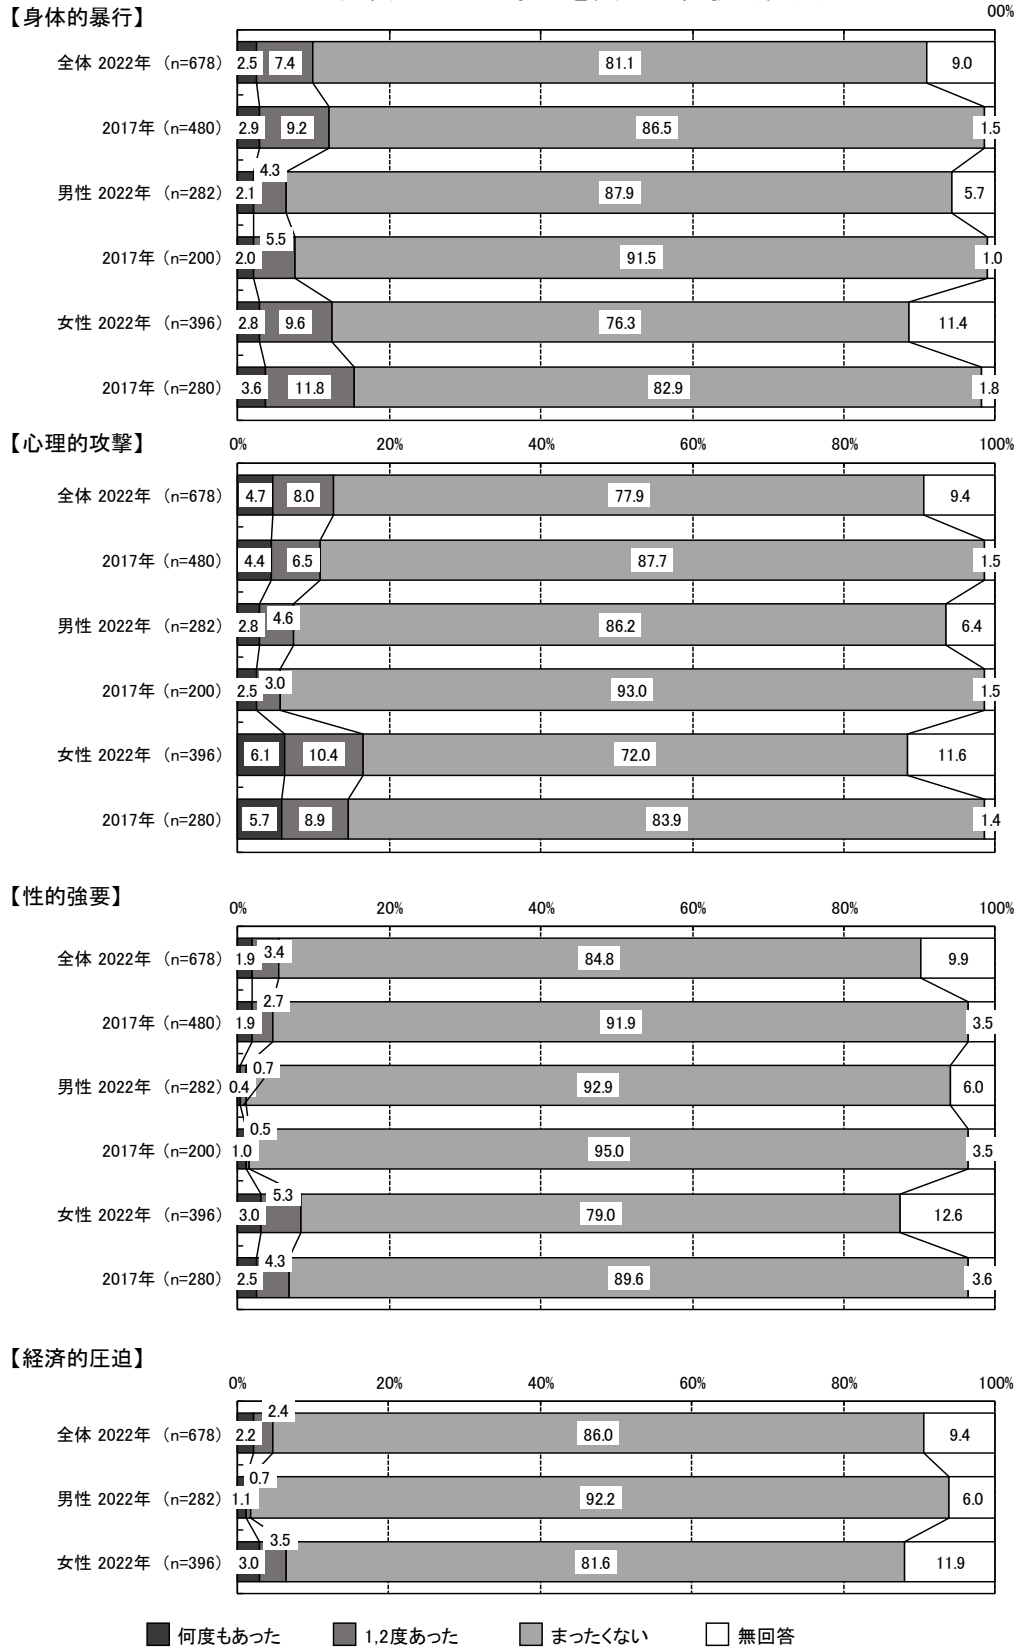 【身体的暴行】
00%
全体 2022年 (n=678) 2.5 7.4 81.1 9.0
2017年 (n=480) 2.9 9.2 86.5 1.5
男性 2022年 (n=282) 2.1 4.3 87.9 5.7
2017年 (n=200) 2.0 5.5 91.5 1.0
女性 2022年 (n=396) 2.8 9.6 76.3 11.4
2017年 (n=280) 3.6 11.8 82.9 1.8
【心理的攻撃】
0% 20% 40% 60% 80% 100%
全体 2022年 (n=678) 4.7 8.0 77.9 9.4
2017年 (n=480) 4.4 6.5 87.7 1.5
男性 2022年 (n=282) 2.8 4.6 86.2 6.4
2017年 (n=200) 2.5 3.0 93.0 1.5
女性 2022年 (n=396) 6.1 10.4 72.0 11.6
2017年 (n=280) 5.7 8.9 83.9 1.4
【性的強要】
0% 20% 40% 60% 80% 100%
全体 2022年 (n=678) 1.9 3.4 84.8 9.9
2017年 (n=480) 1.9 2.7 91.9 3.5
男性 2022年 (n=282) 0.4 0.7 92.9 6.0
2017年 (n=200) 1.0 0.5 95.0 3.5
女性 2022年 (n=396) 3.0 5.3 79.0 12.6
2017年 (n=280) 2.5 4.3 89.6 3.6
【経済的圧迫】
0% 20% 40% 60% 80% 100%
全体 2022年 (n=678) 2.2 2.4 86.0 9.4
男性 2022年 (n=282) 1.1 0.7 92.2 6.0
女性 2022年 (n=396) 3.0 3.5 81.6 11.9
何度もあった 1,2度あった まったくない 無回答